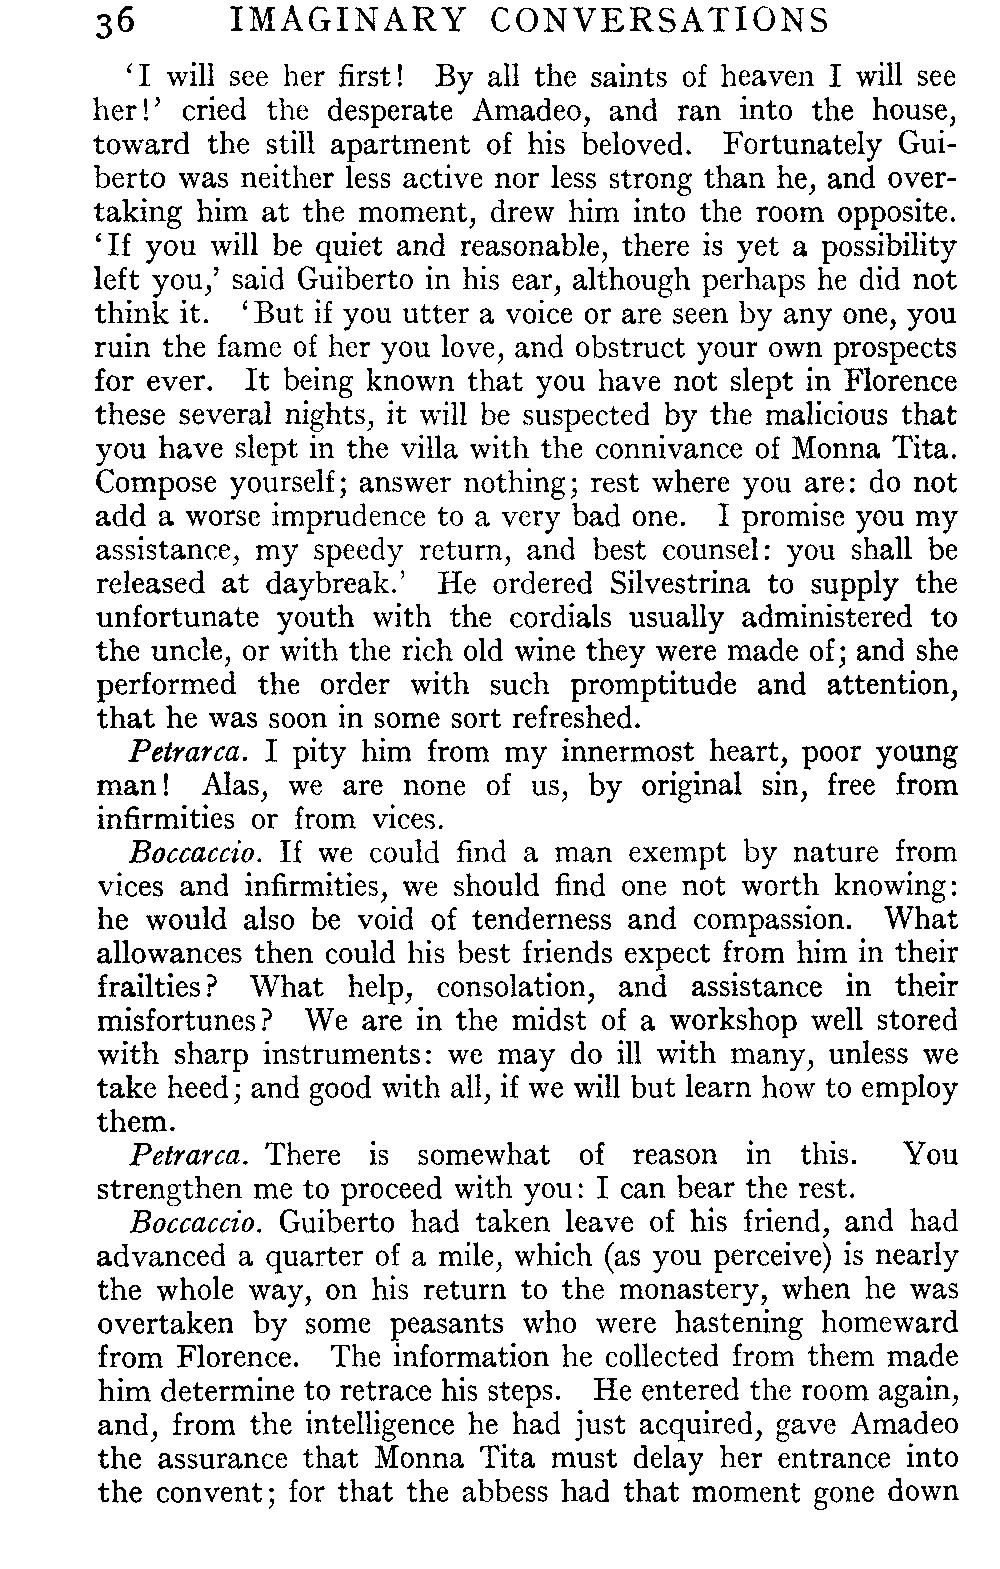 36 IMAGINARY CONVERSATIONS
‘I will see her first! By all the saints of heaven I will see
her!’ cried the desperate Amadeo, and ran into the house,
toward the still apartment of his beloved. Fortunately Gui-
berto was neither less active nor less strong than he, and over-
taking him at the moment, drew him into the room opposite.
‘If you will be quiet and reasonable, there is yet a possibility
left you,’ said Guiberto in his ear, although perhaps he did not
think it. ‘But if you utter a voice or are seen by any one, you
ruin the fame of her you love, and obstruct your own prospects
for ever. It being known that you have not slept in Florence
these several nights, it will be suspected by the malicious that
you have slept in the villa with the connivance of Monna Tita.
Compose yourself; answer nothing; rest where you are: do not
add a worse imprudence to a very bad one. I promise you my
assistance, my speedy return, and best counsel: you shall be
released at daybreak.’ He ordered Silvestrina to supply the
unfortunate youth with the cordials usually administered to
the uncle, or with the rich old wine they were made of; and she
performed the order with such promptitude and attention,
that he was soon in some sort refreshed.
Petrarca. I pity him from my innermost heart, poor young
man! Alas, we are none of us, by original sin, free from
infirmities or from vices.
Boccaccio. If we could find a man exempt by nature from
vices and infirmities, we should find one not worth knowing:
he would also be void of tenderness and compassion. What
allowances then could his best friends expect from him in their
frailties? What help, consolation, and assistance in their
misfortunes? We are in the midst of a workshop well stored
with sharp instruments: we may do ill with many, unless we
take heed; and good with all, if we will but learn how to employ
them.
Petrarca. There is somewhat of reason in this. You
strengthen me to proceed with you: I can bear the rest.
Boccaccio. Guiberto had taken leave of his friend, and had
advanced a quarter of a mile, which (as you perceive) is nearly
the whole way, on his return to the monastery, when he was
overtaken by some peasants who were hastening homeward
from Florence. The information he collected from them made
him determine to retrace his steps. He entered the room again,
and, from the intelligence he had just acquired, gave Amadeo
the assurance that Monna Tita must delay her entrance into
the convent; for that the abbess had that moment gone down